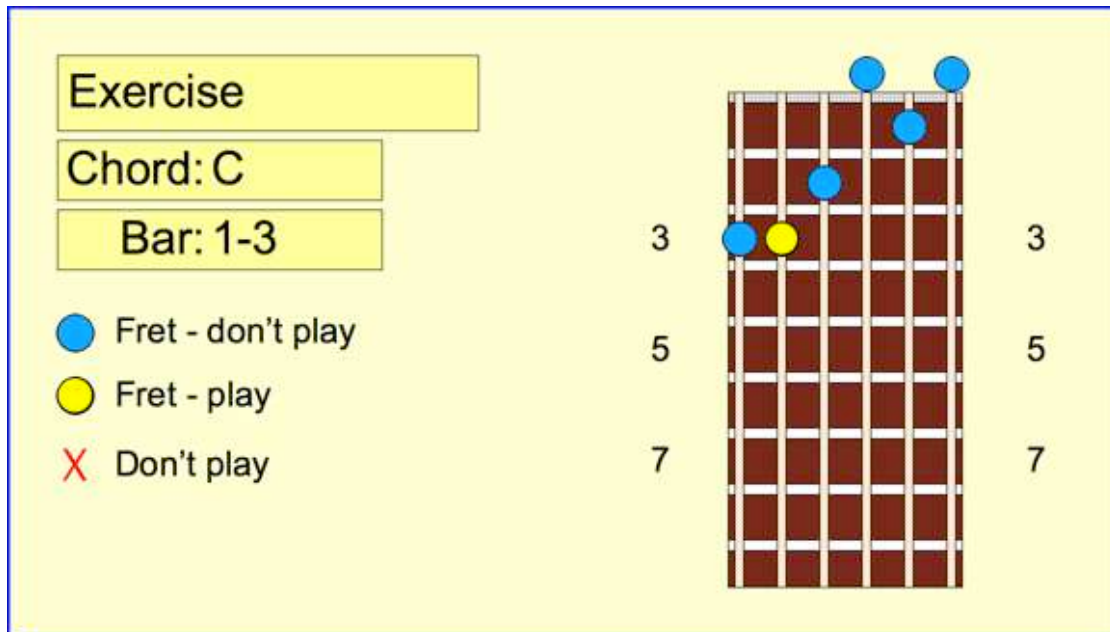 Exercise
Chord: C
Bar: 1-3
Fret - don't play
Fret - play
X Don't play
3 3
5 5
7 7